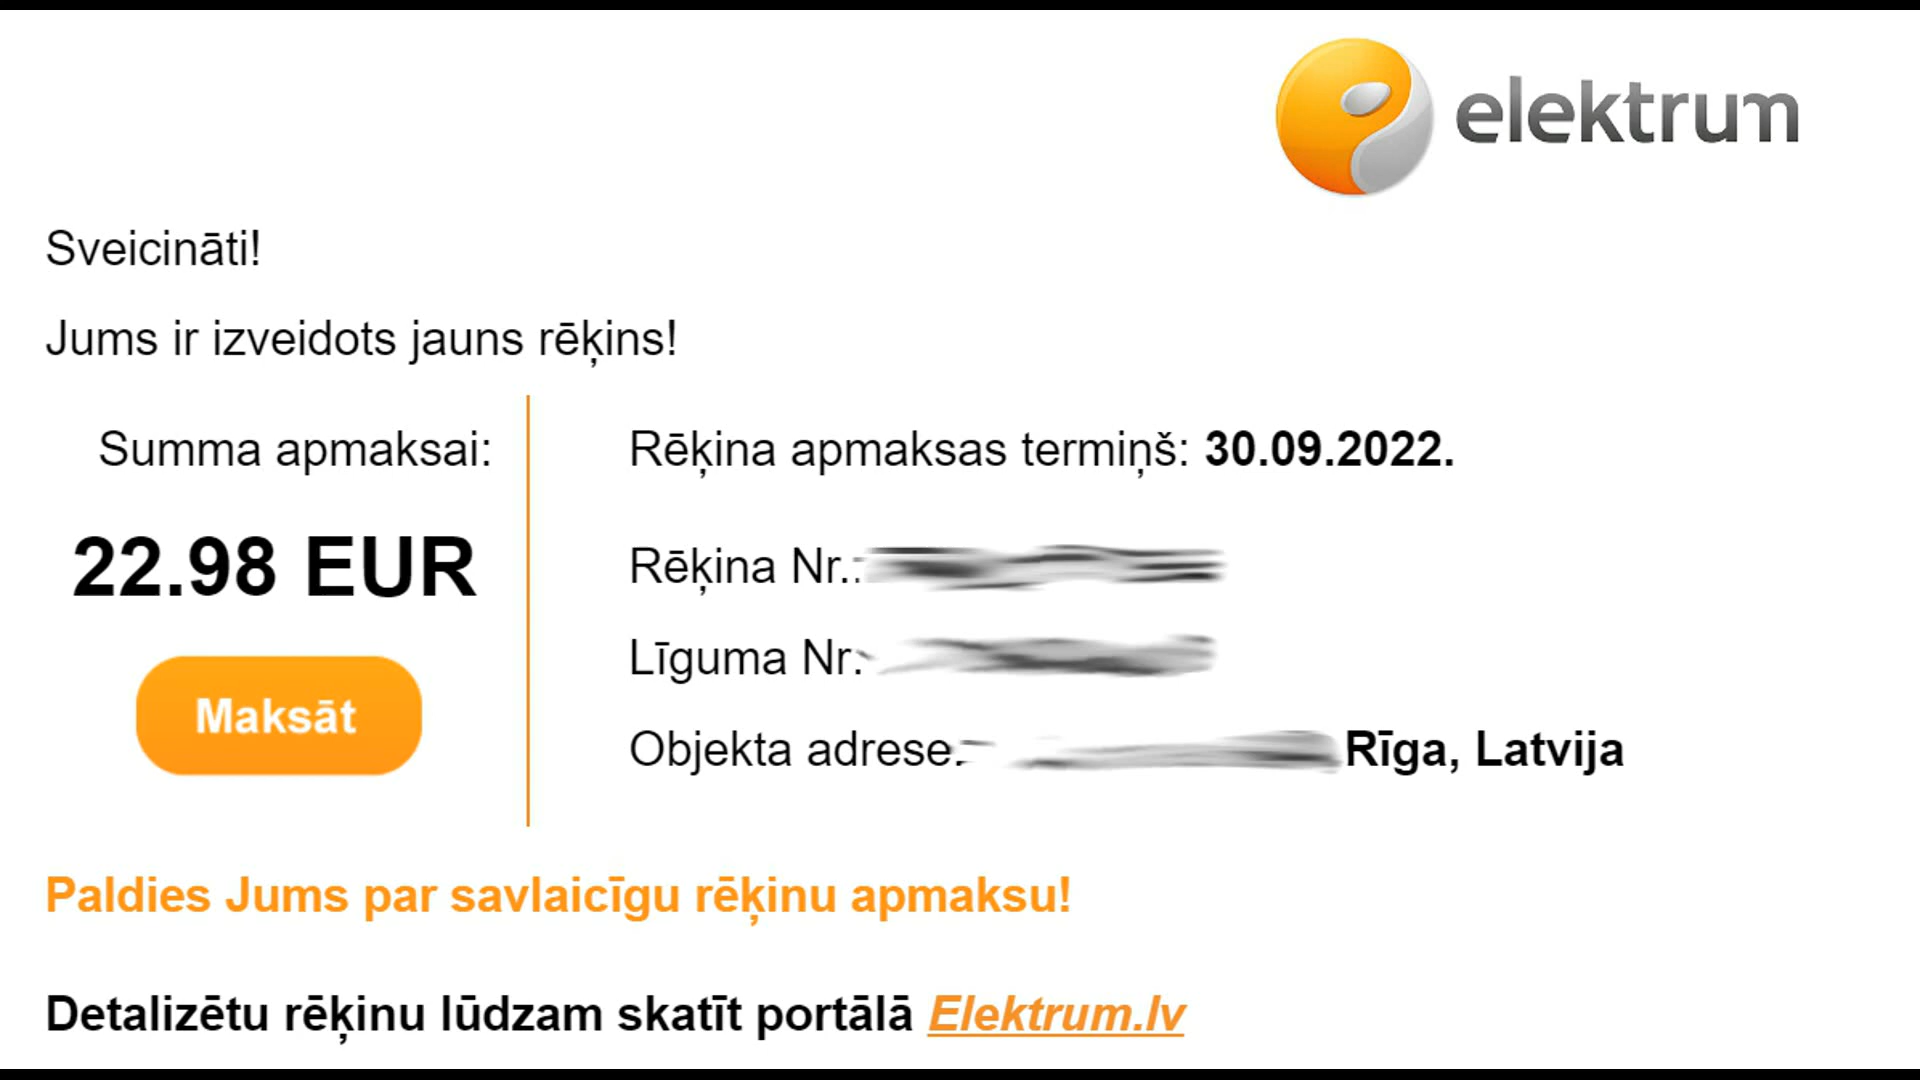 elektrum
Sveicināti!
Jums ir izveidots jauns rēķins!
Summa apmaksai:
22.98 EUR
Maksāt
Rēķina apmaksas termiņš: 30.09.2022.
Rēķina Nr.:
Līguma Nr.
Objekta adrese: Rīga, Latvija
Paldies Jums par savlaicīgu rēķinu apmaksu!
Detalizētu rēķinu lūdzam skatīt portālā Elektrum.lv